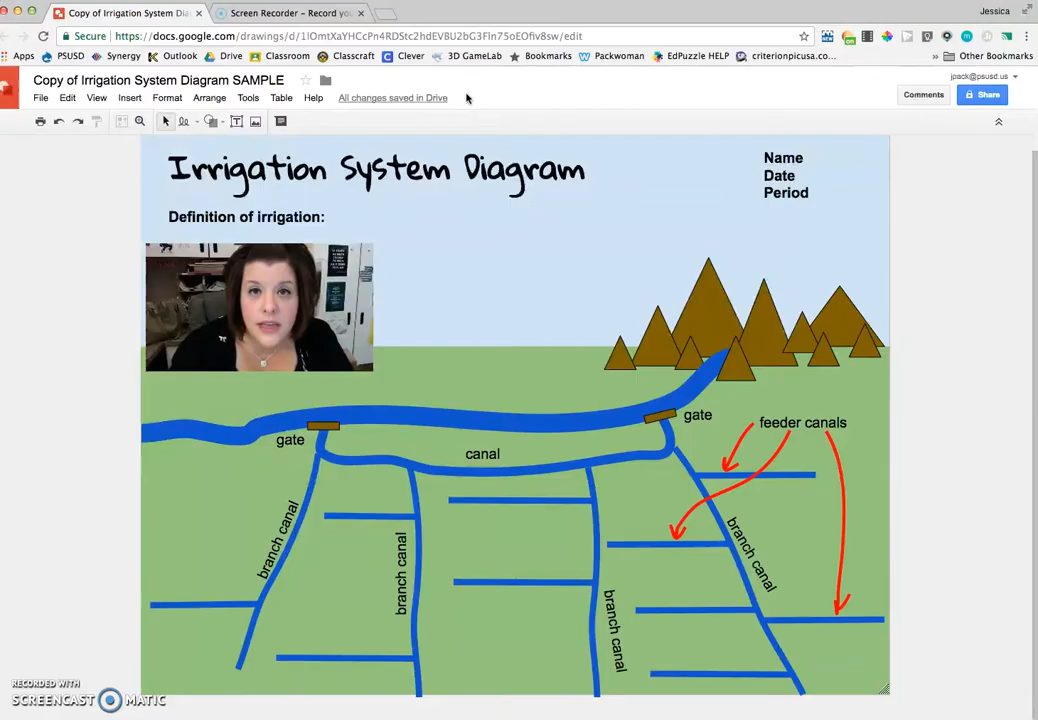 Copy of Irrigation System Dia
Screen Recorder - Record yo
Jessica
Secure
https://docs.google.com/drawings/d/
Apps
PSUSD
Synergy
Outlook
Drive
Classroom
Classcraft
Clever
3D GameLab
Bookmarks
Packwoman
EdPuzzle HELP
criterionpicusa.co...
»
Other Bookmarks
Copy of Irrigation System Diagram SAMPLE
jpack@psusd.us
File Edit View Insert Format Arrange Tools Table Help All changes saved in Drive
Comments
Share
Irrigation System Diagram
Name
Date
Period
Definition of irrigation:
gate
gate
feeder canals
canal
branch canal
branch canal
branch canal
branch canal
RECORDED WITH
SCREENCAST MATIC